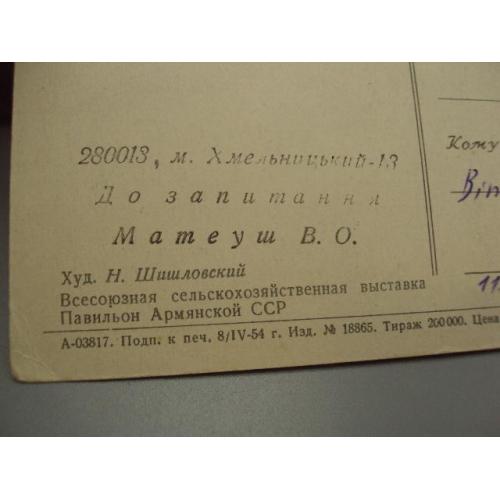 280013, м. Хмельницький-13
До запитання
Матеуш В. О.
Кому
Худ. Н. Шишловский
Всесоюзная сельскохозяйственная выставка
Павильон Армянской ССР
А-03817. Подп. к печ. 8/IV-54 г. Изд. № 18865. Тираж 200000. Цена